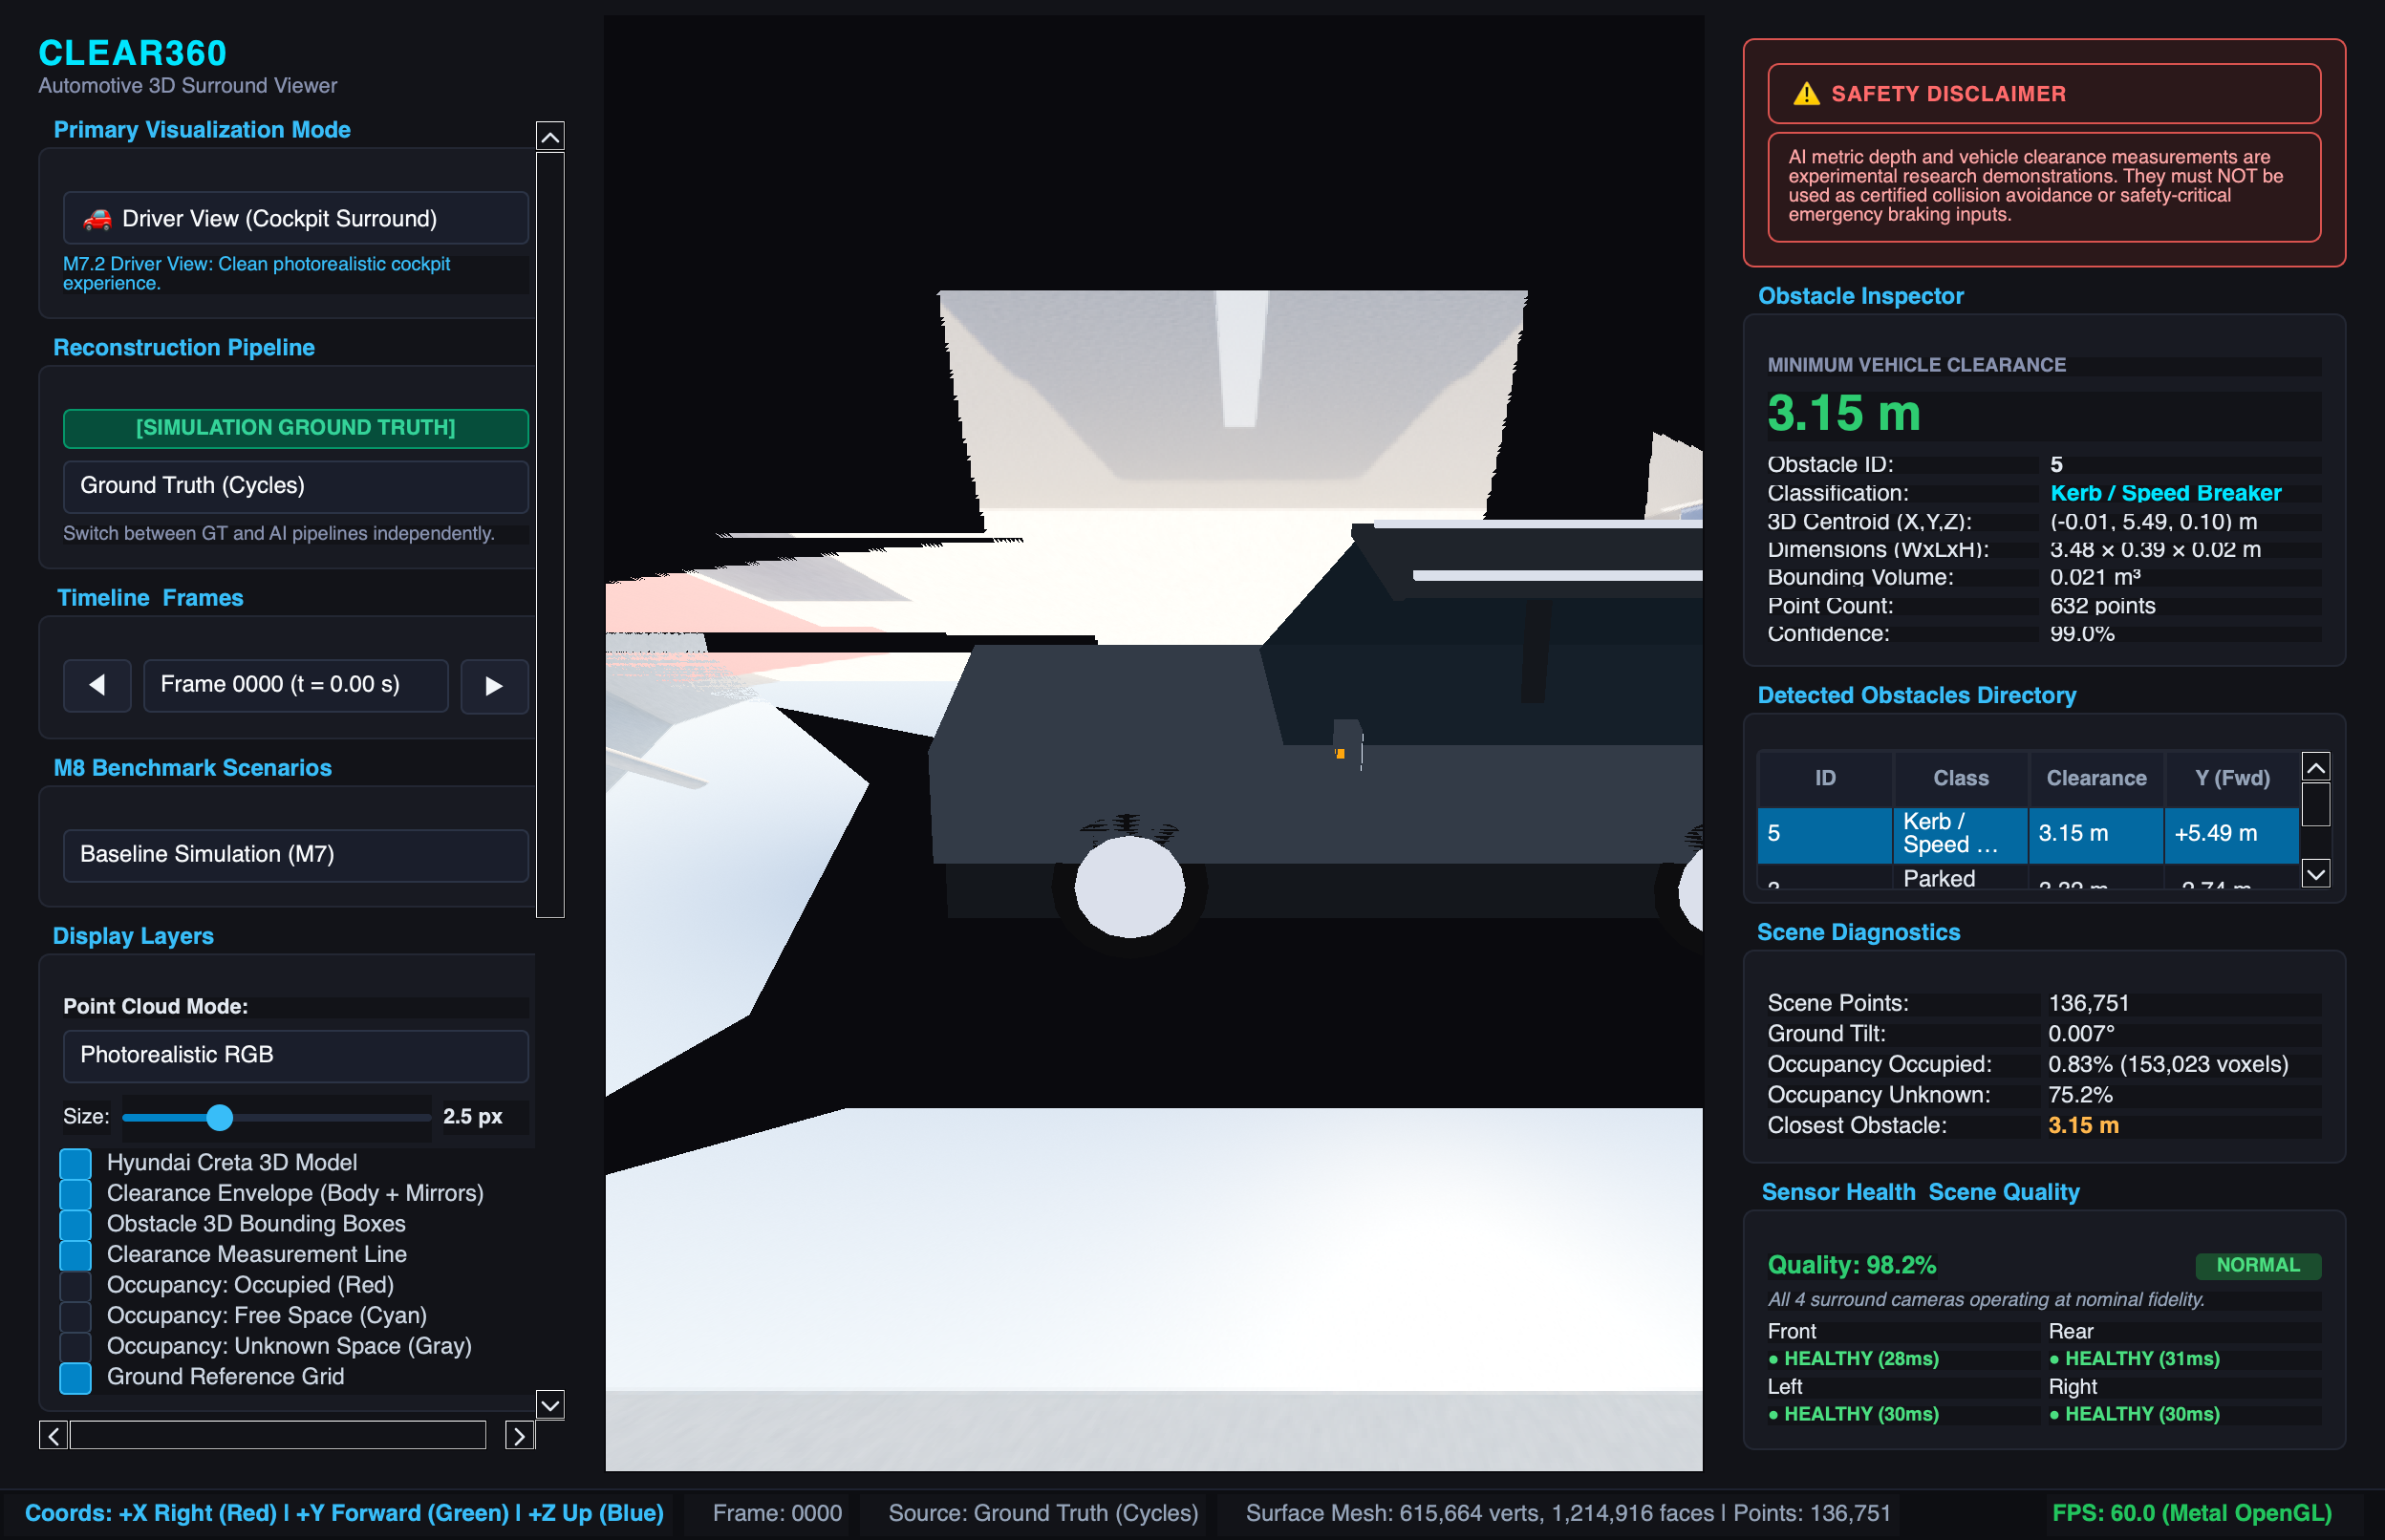 CLEAR360
Automotive 3D Surround Viewer
Primary Visualization Mode
Driver View (Cockpit Surround)
M7.2 Driver View: Clean photorealistic cockpit
experience.
Reconstruction Pipeline
[SIMULATION GROUND TRUTH]
Ground Truth (Cycles)
Switch between GT and AI pipelines independently.
Timeline  Frames
Frame 0000 (t = 0.00 s)
M8 Benchmark Scenarios
Baseline Simulation (M7)
Display Layers
Point Cloud Mode:
Photorealistic RGB
Size: 2.5 px
Hyundai Creta 3D Model
Clearance Envelope (Body + Mirrors)
Obstacle 3D Bounding Boxes
Clearance Measurement Line
Occupancy: Occupied (Red)
Occupancy: Free Space (Cyan)
Occupancy: Unknown Space (Gray)
Ground Reference Grid
SAFETY DISCLAIMER
AI metric depth and vehicle clearance measurements are
experimental research demonstrations. They must NOT be
used as certified collision avoidance or safety-critical
emergency braking inputs.
Obstacle Inspector
MINIMUM VEHICLE CLEARANCE
3.15 m
Obstacle ID: 5
Classification: Kerb / Speed Breaker
3D Centroid (X,Y,Z): (-0.01, 5.49, 0.10) m
Dimensions (WxLxH): 3.48 × 0.39 × 0.02 m
Bounding Volume: 0.021 m³
Point Count: 632 points
Confidence: 99.0%
Detected Obstacles Directory
ID Class Clearance Y (Fwd)
5 Kerb / Speed … 3.15 m +5.49 m
Parked
Scene Diagnostics
Scene Points: 136,751
Ground Tilt: 0.007°
Occupancy Occupied: 0.83% (153,023 voxels)
Occupancy Unknown: 75.2%
Closest Obstacle: 3.15 m
Sensor Health  Scene Quality
Quality: 98.2% NORMAL
All 4 surround cameras operating at nominal fidelity.
Front Rear
● HEALTHY (28ms) ● HEALTHY (31ms)
Left Right
● HEALTHY (30ms) ● HEALTHY (30ms)
Coords: +X Right (Red) | +Y Forward (Green) | +Z Up (Blue) Frame: 0000 Source: Ground Truth (Cycles) Surface Mesh: 615,664 verts, 1,214,916 faces | Points: 136,751 FPS: 60.0 (Metal OpenGL)